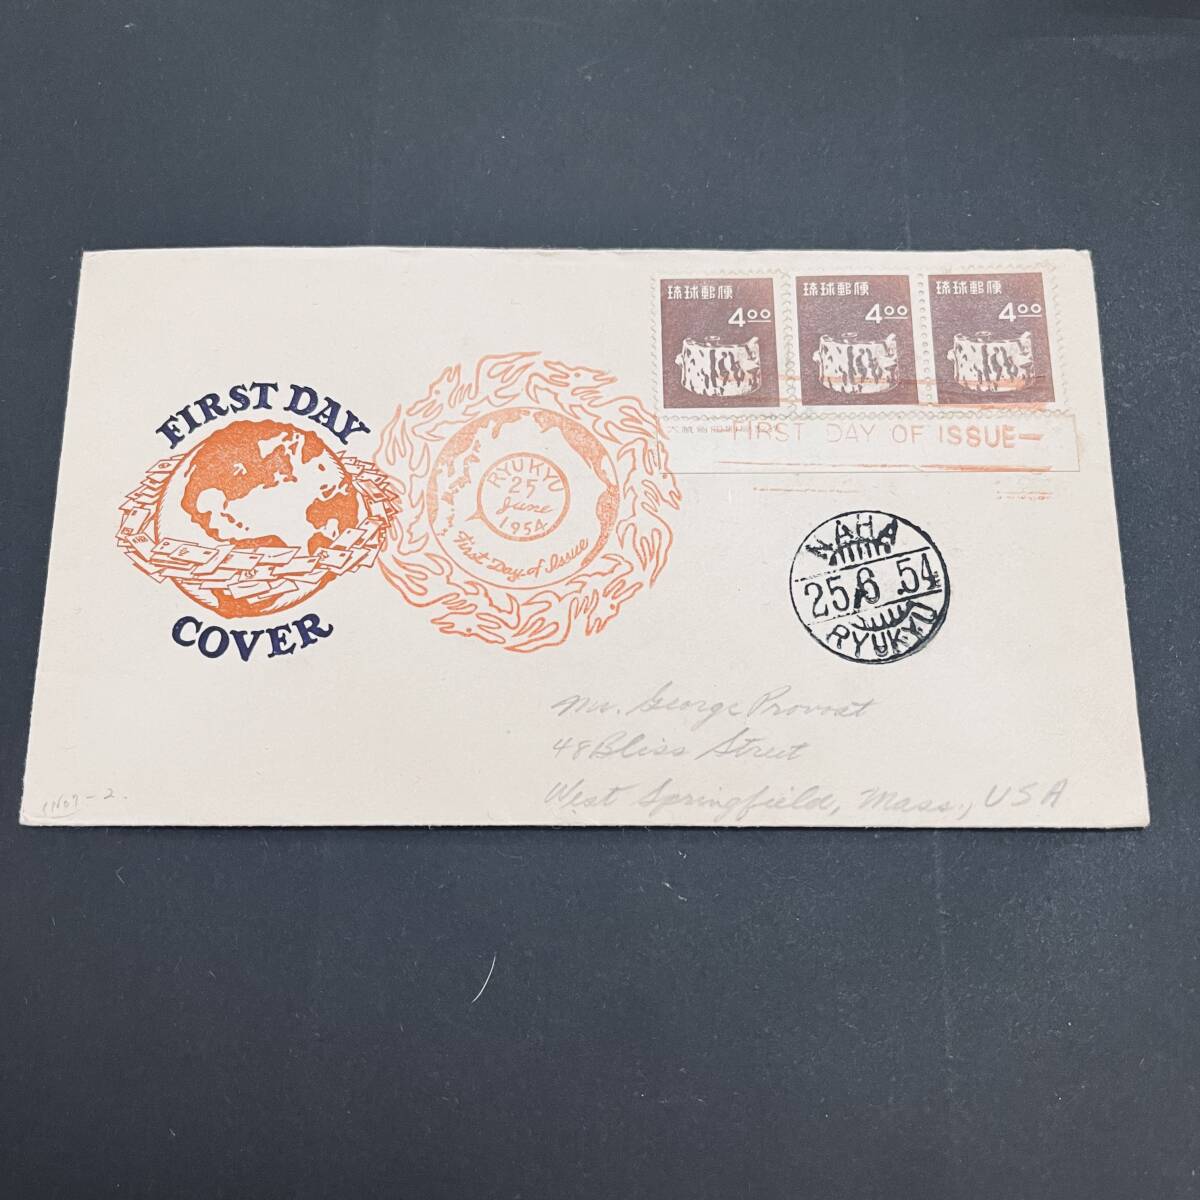 琉球郵便
4.00
琉球郵便
4.00
琉球郵便
4.00
FIRST DAY OF ISSUE
FIRST DAY
COVER
RYUKYU
25
June
1954
First Day of Issue
NAHA
25.6.54
RYUKYU
Mr. George Provost
48 Bliss Street
West Springfield, Mass., USA